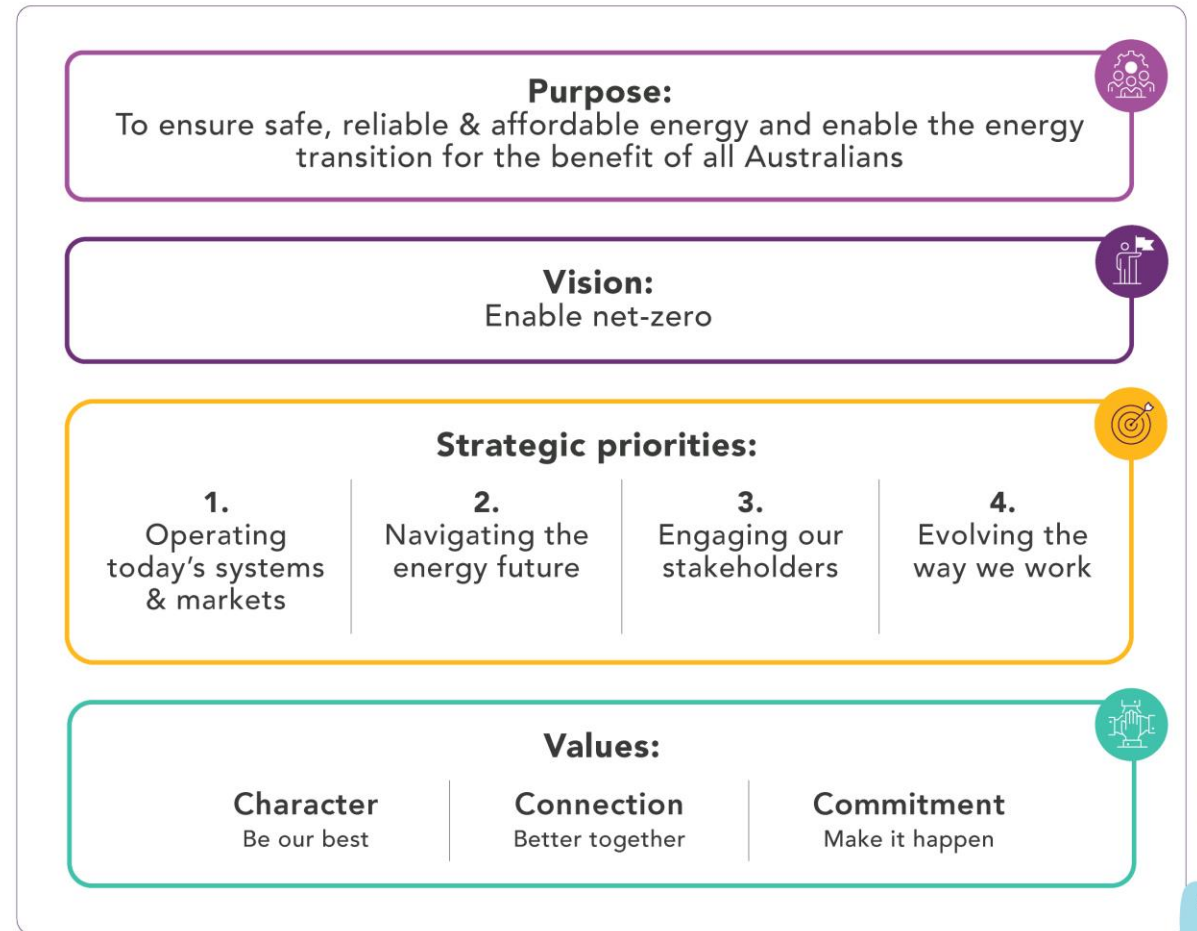 Purpose:
To ensure safe, reliable & affordable energy and enable the energy
transition for the benefit of all Australians
Vision:
Enable net-zero
Strategic priorities:
1.
Operating
today's systems
& markets
2.
Navigating the
energy future
3.
Engaging our
stakeholders
4.
Evolving the
way we work
Values:
Character
Be our best
Connection
Better together
Commitment
Make it happen